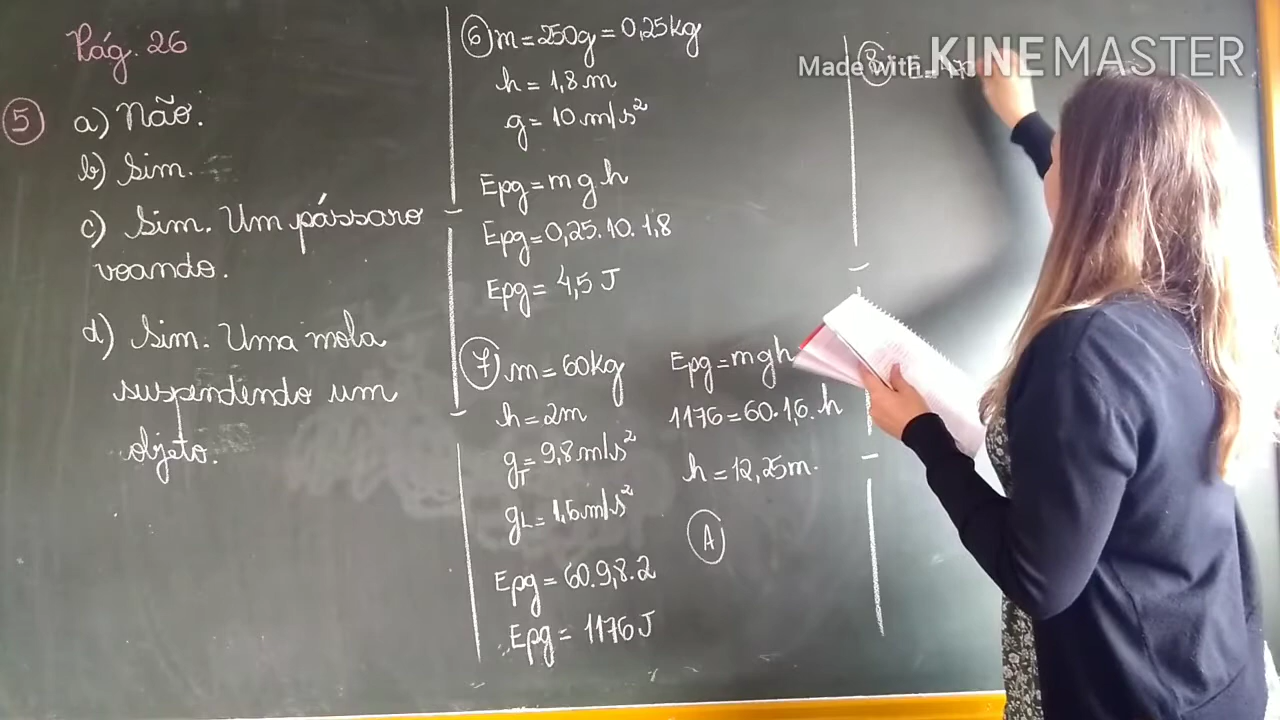 Pág. 26
5
a) Não.
b) Sim.
c) Sim. Um pássaro
voando.
d) Sim. Uma mola
suspendendo um
objeto.
6 m = 250g = 0,25kg
h = 1,8 m
g = 10 m/s²
Epg = m g h
Epg = 0,25. 10. 1,8
Epg = 4,5 J
7 m = 60kg
h = 2m
gT = 9,8 m/s²
gL = 1,6 m/s²
Epg = 60. 9,8. 2
Epg = 1176 J
Epg = mgh
1176 = 60. 1,6. h
h = 12,25m.
A
8
Made with KINEMASTER